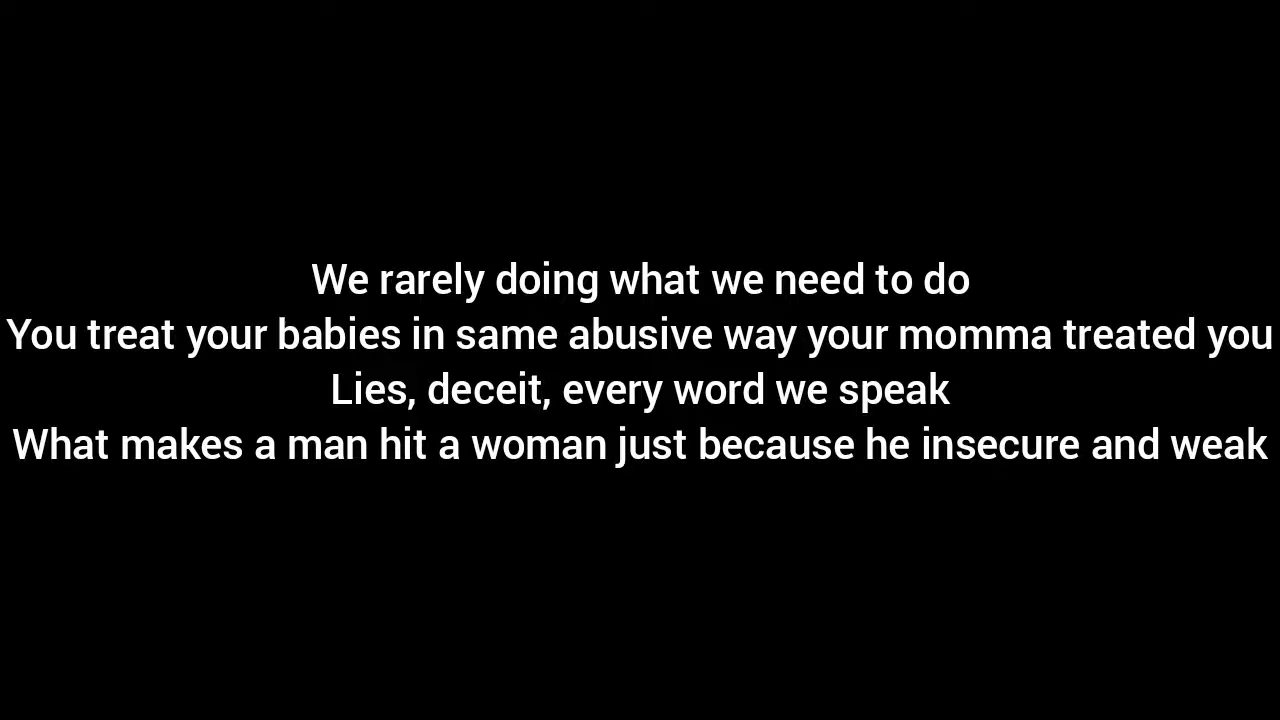 We rarely doing what we need to do
You treat your babies in same abusive way your momma treated you
Lies, deceit, every word we speak
What makes a man hit a woman just because he insecure and weak